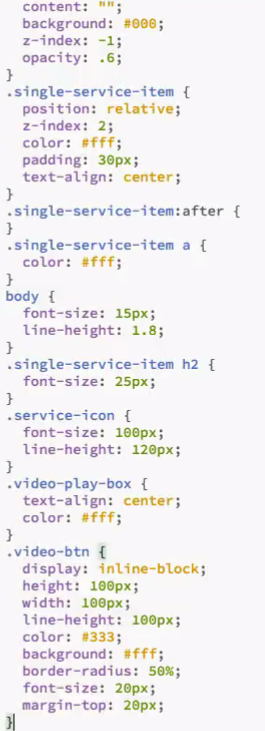 content: "";
background: #000;
z-index: -1;
opacity: .6;
}
.single-service-item {
position: relative;
z-index: 2;
color: #fff;
padding: 30px;
text-align: center;
}
.single-service-item:after {
}
.single-service-item a {
color: #fff;
}
body {
font-size: 15px;
line-height: 1.8;
}
.single-service-item h2 {
font-size: 25px;
}
.service-icon {
font-size: 100px;
line-height: 120px;
}
.video-play-box {
text-align: center;
color: #fff;
}
.video-btn {
display: inline-block;
height: 100px;
width: 100px;
line-height: 100px;
color: #333;
background: #fff;
border-radius: 50%;
font-size: 20px;
margin-top: 20px;
}